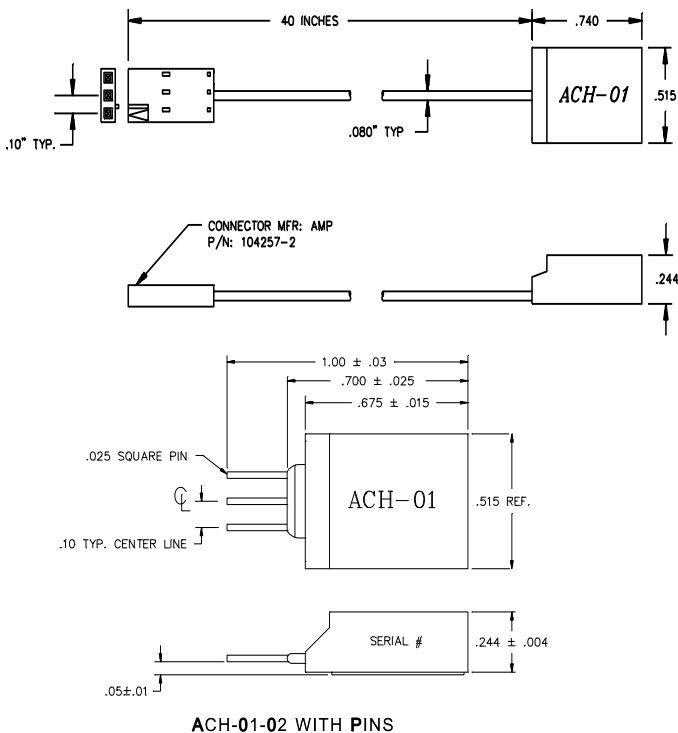 40 INCHES
.740
ACH-01
.515
.10" TYP.
.080" TYP
CONNECTOR MFR: AMP
P/N: 104257-2
.244
1.00 ± .03
.700 ± .025
.675 ± .015
.025 SQUARE PIN
℄
ACH-01
.515 REF.
.10 TYP. CENTER LINE
SERIAL #
.244 ± .004
.05±.01
ACH-01-02 WITH PINS